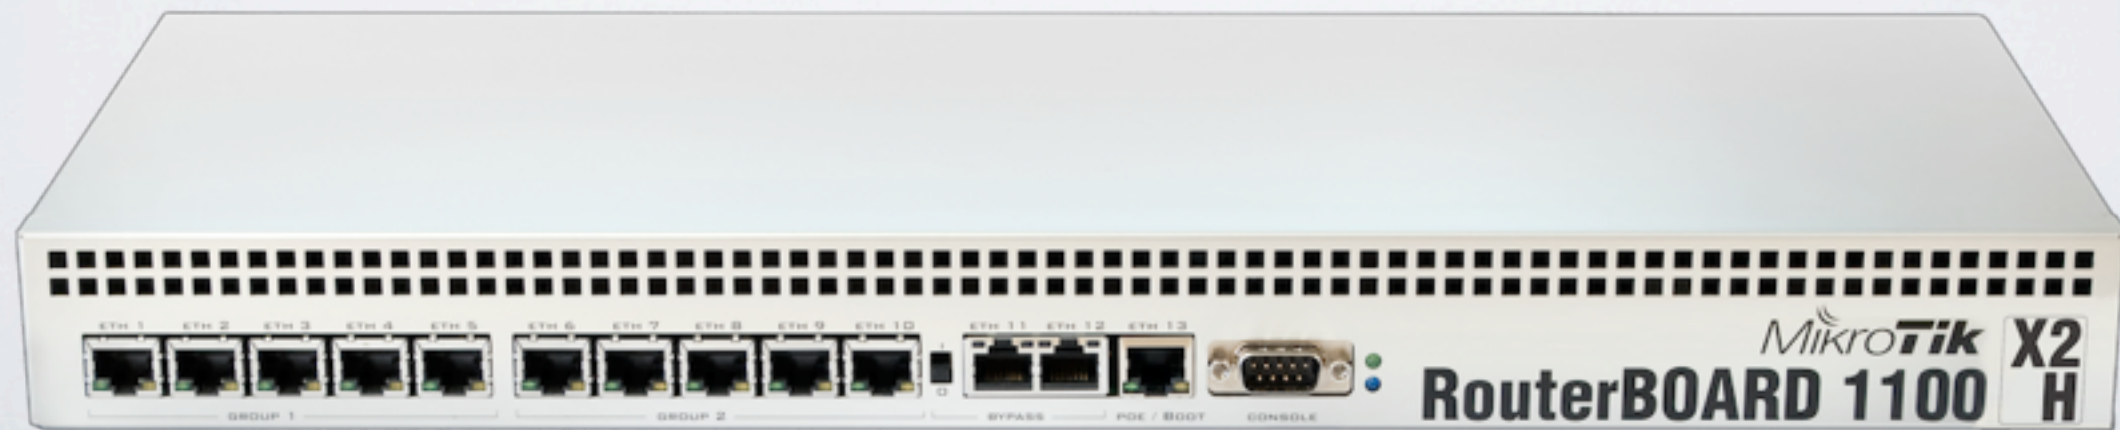 ETH 1 ETH 2 ETH 3 ETH 4 ETH 5 ETH 6 ETH 7 ETH 8 ETH 9 ETH 10 ETH 11 ETH 12 ETH 13
GROUP 1 GROUP 2 BYPASS POE / BOOT CONSOLE
MikroTik
RouterBOARD 1100
X2
H